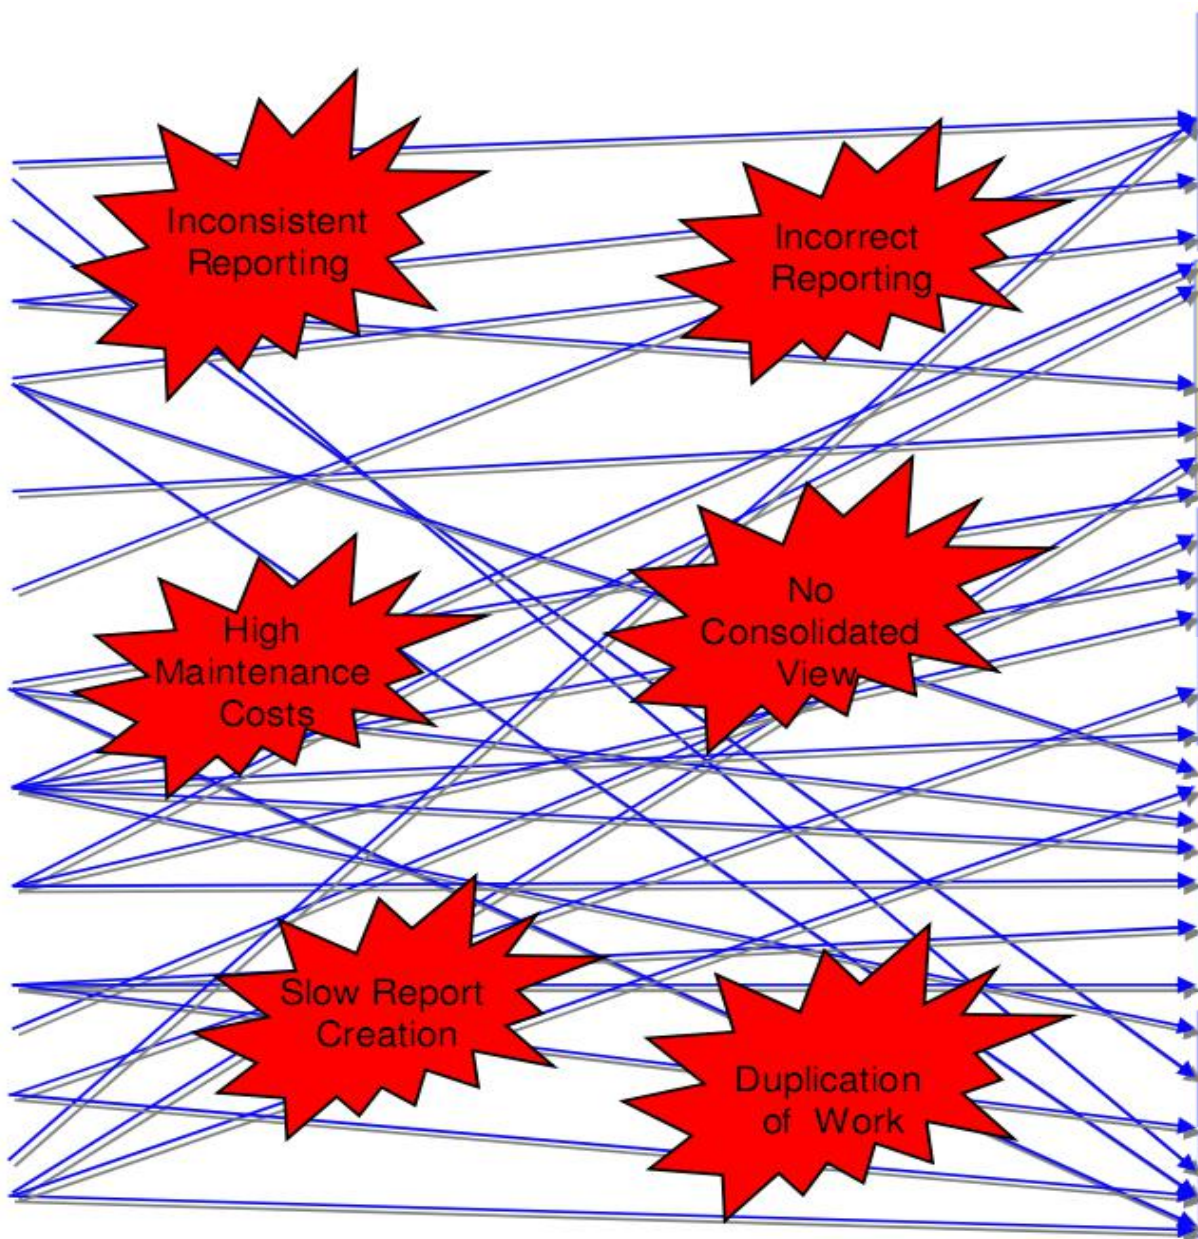 Inconsistent
Reporting
Incorrect
Reporting
High
Maintenance
Costs
No
Consolidated
View
Slow Report
Creation
Duplication
of Work